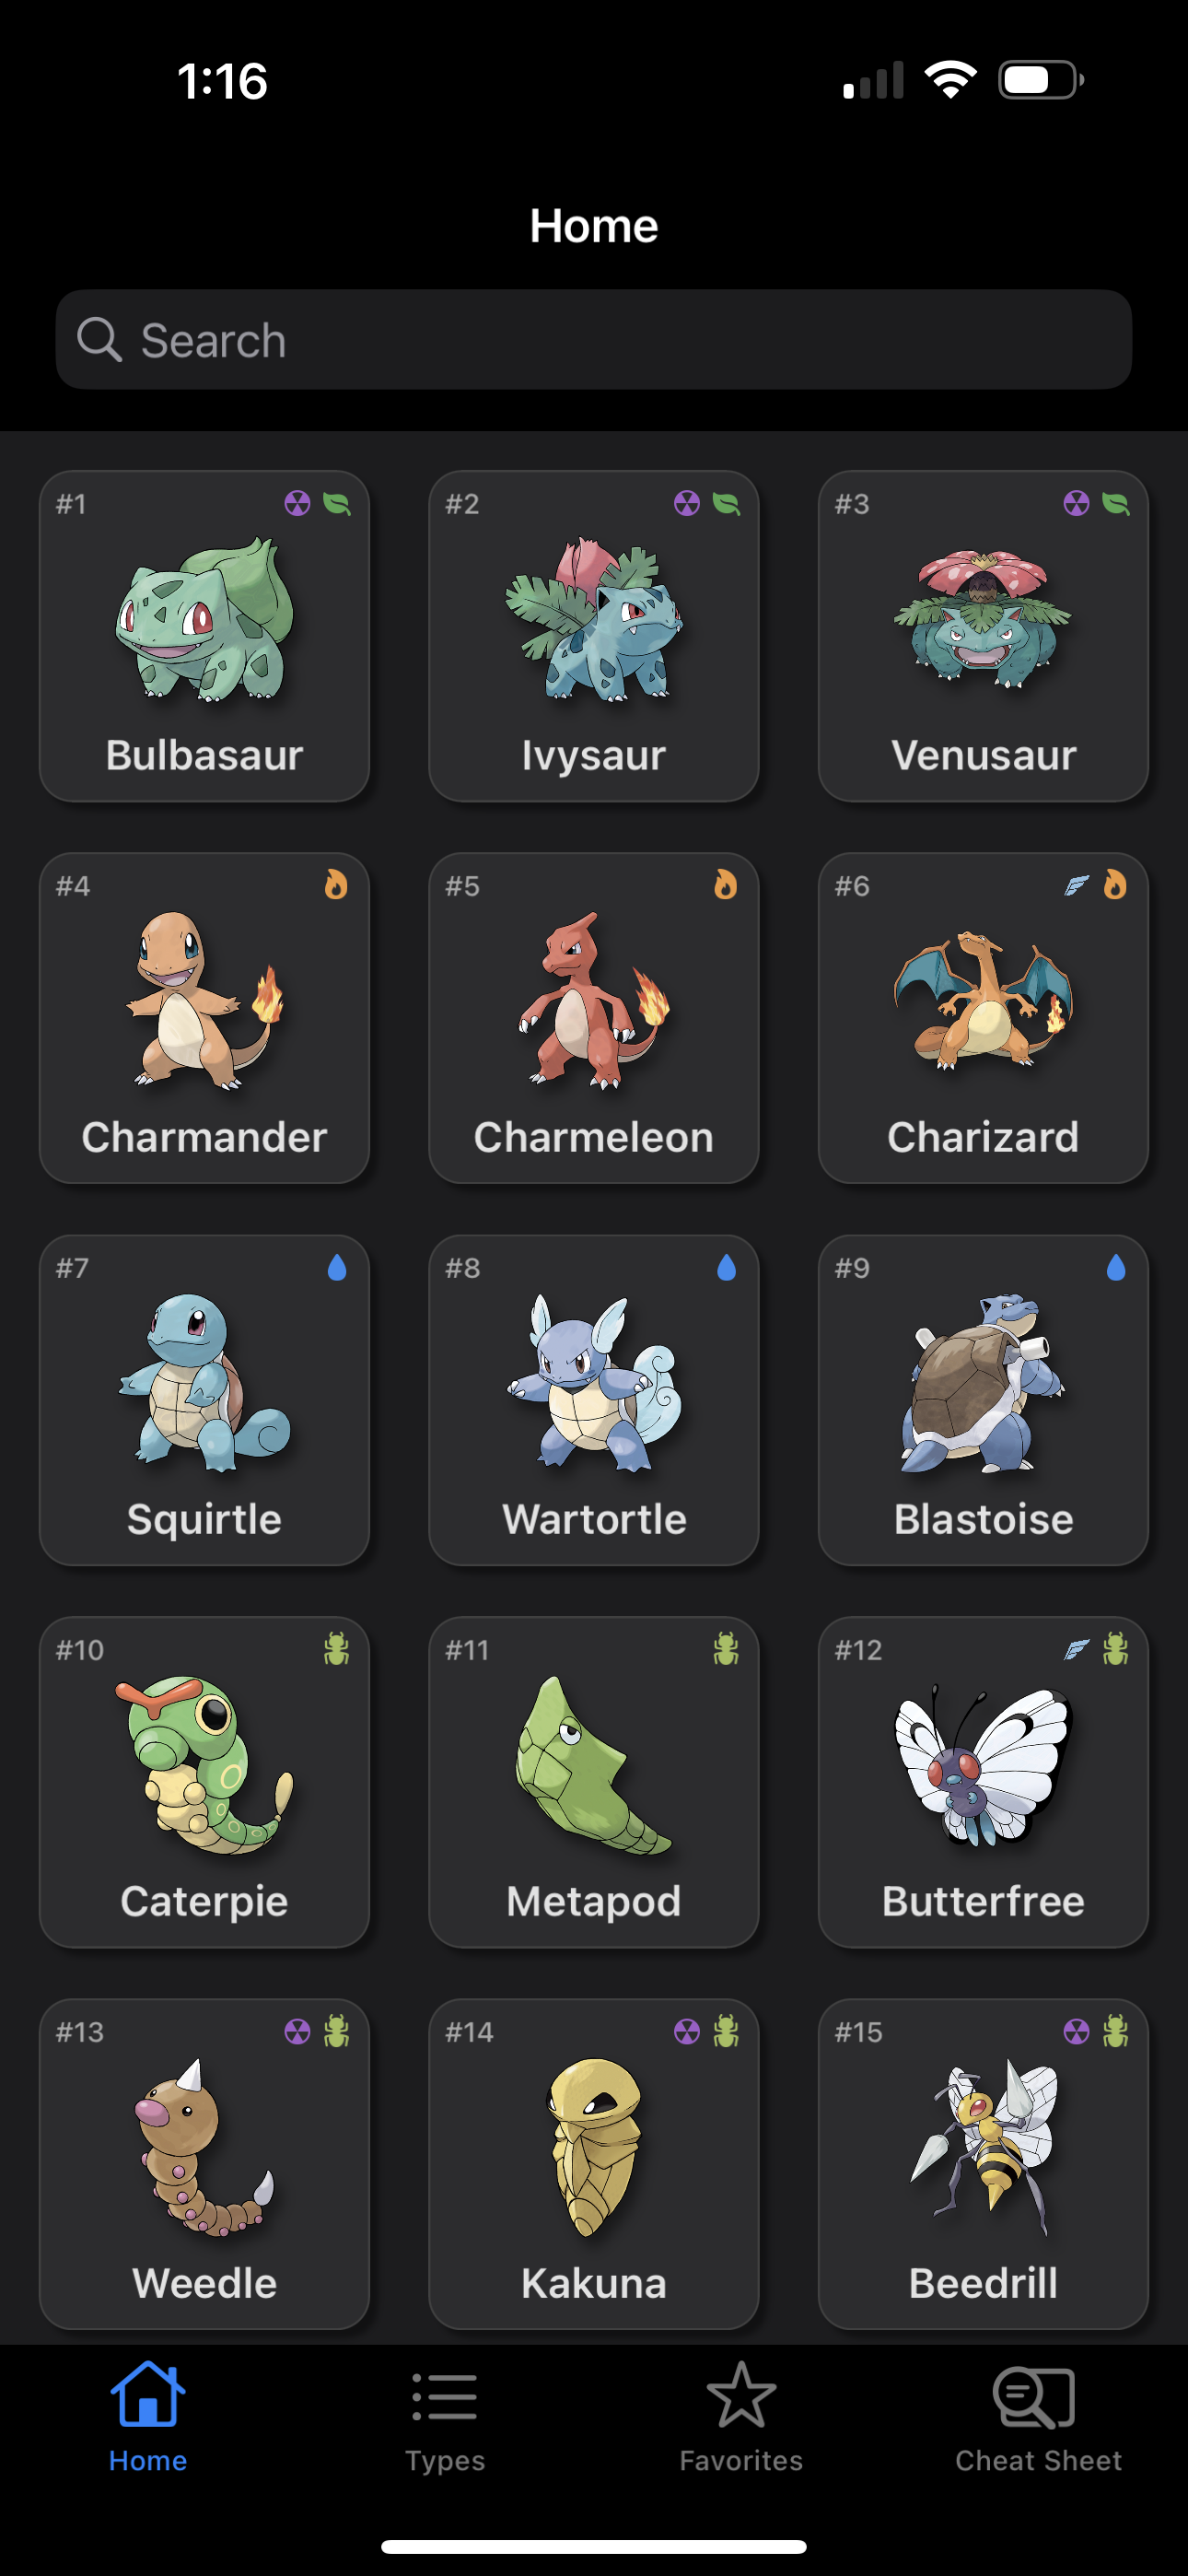 1:16
Home
Search
#1
Bulbasaur
#2
Ivysaur
#3
Venusaur
#4
Charmander
#5
Charmeleon
#6
Charizard
#7
Squirtle
#8
Wartortle
#9
Blastoise
#10
Caterpie
#11
Metapod
#12
Butterfree
#13
Weedle
#14
Kakuna
#15
Beedrill
Home
Types
Favorites
Cheat Sheet